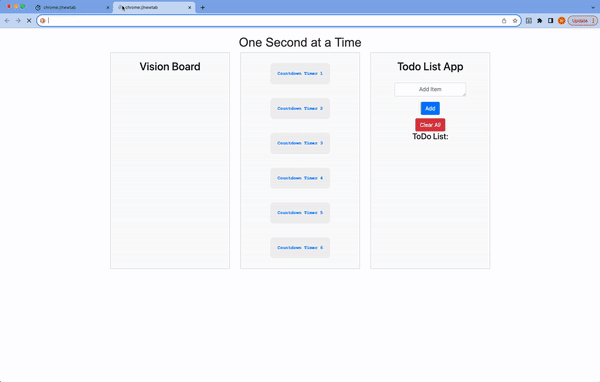 chrome://newtab
chrome://newtab
Update
One Second at a Time
Vision Board
Countdown Timer 1
Countdown Timer 2
Countdown Timer 3
Countdown Timer 4
Countdown Timer 5
Countdown Timer 6
Todo List App
Add Item
Add
Clear All
ToDo List: